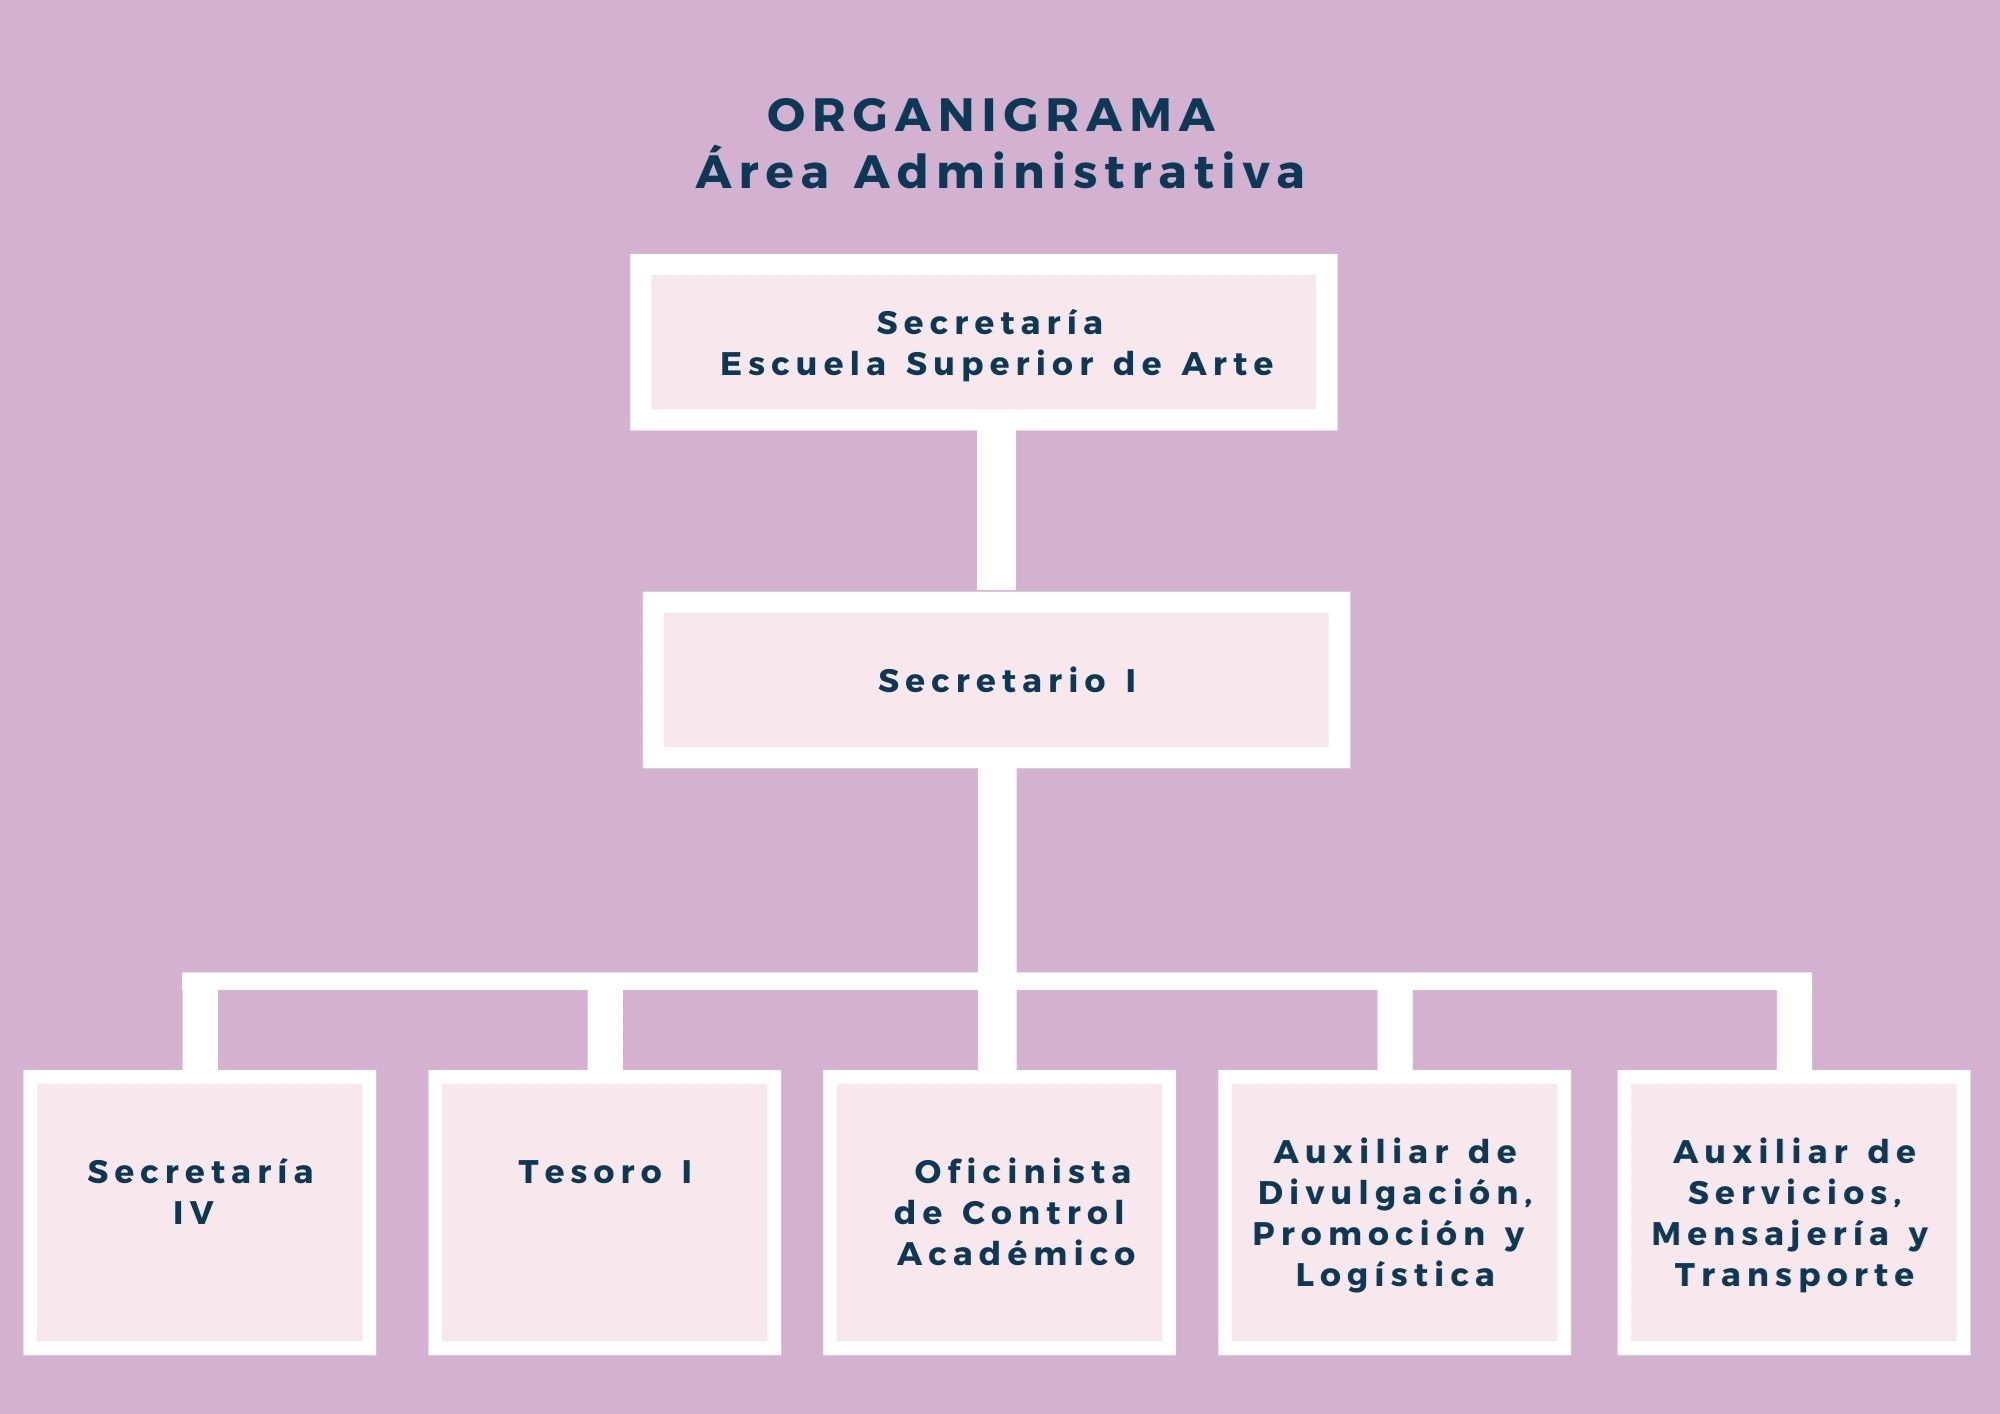 ORGANIGRAMA
Área Administrativa
Secretaría
Escuela Superior de Arte
Secretario I
Secretaría
IV
Tesoro I
Oficinista
de Control
Académico
Auxiliar de
Divulgación,
Promoción y
Logística
Auxiliar de
Servicios,
Mensajería y
Transporte